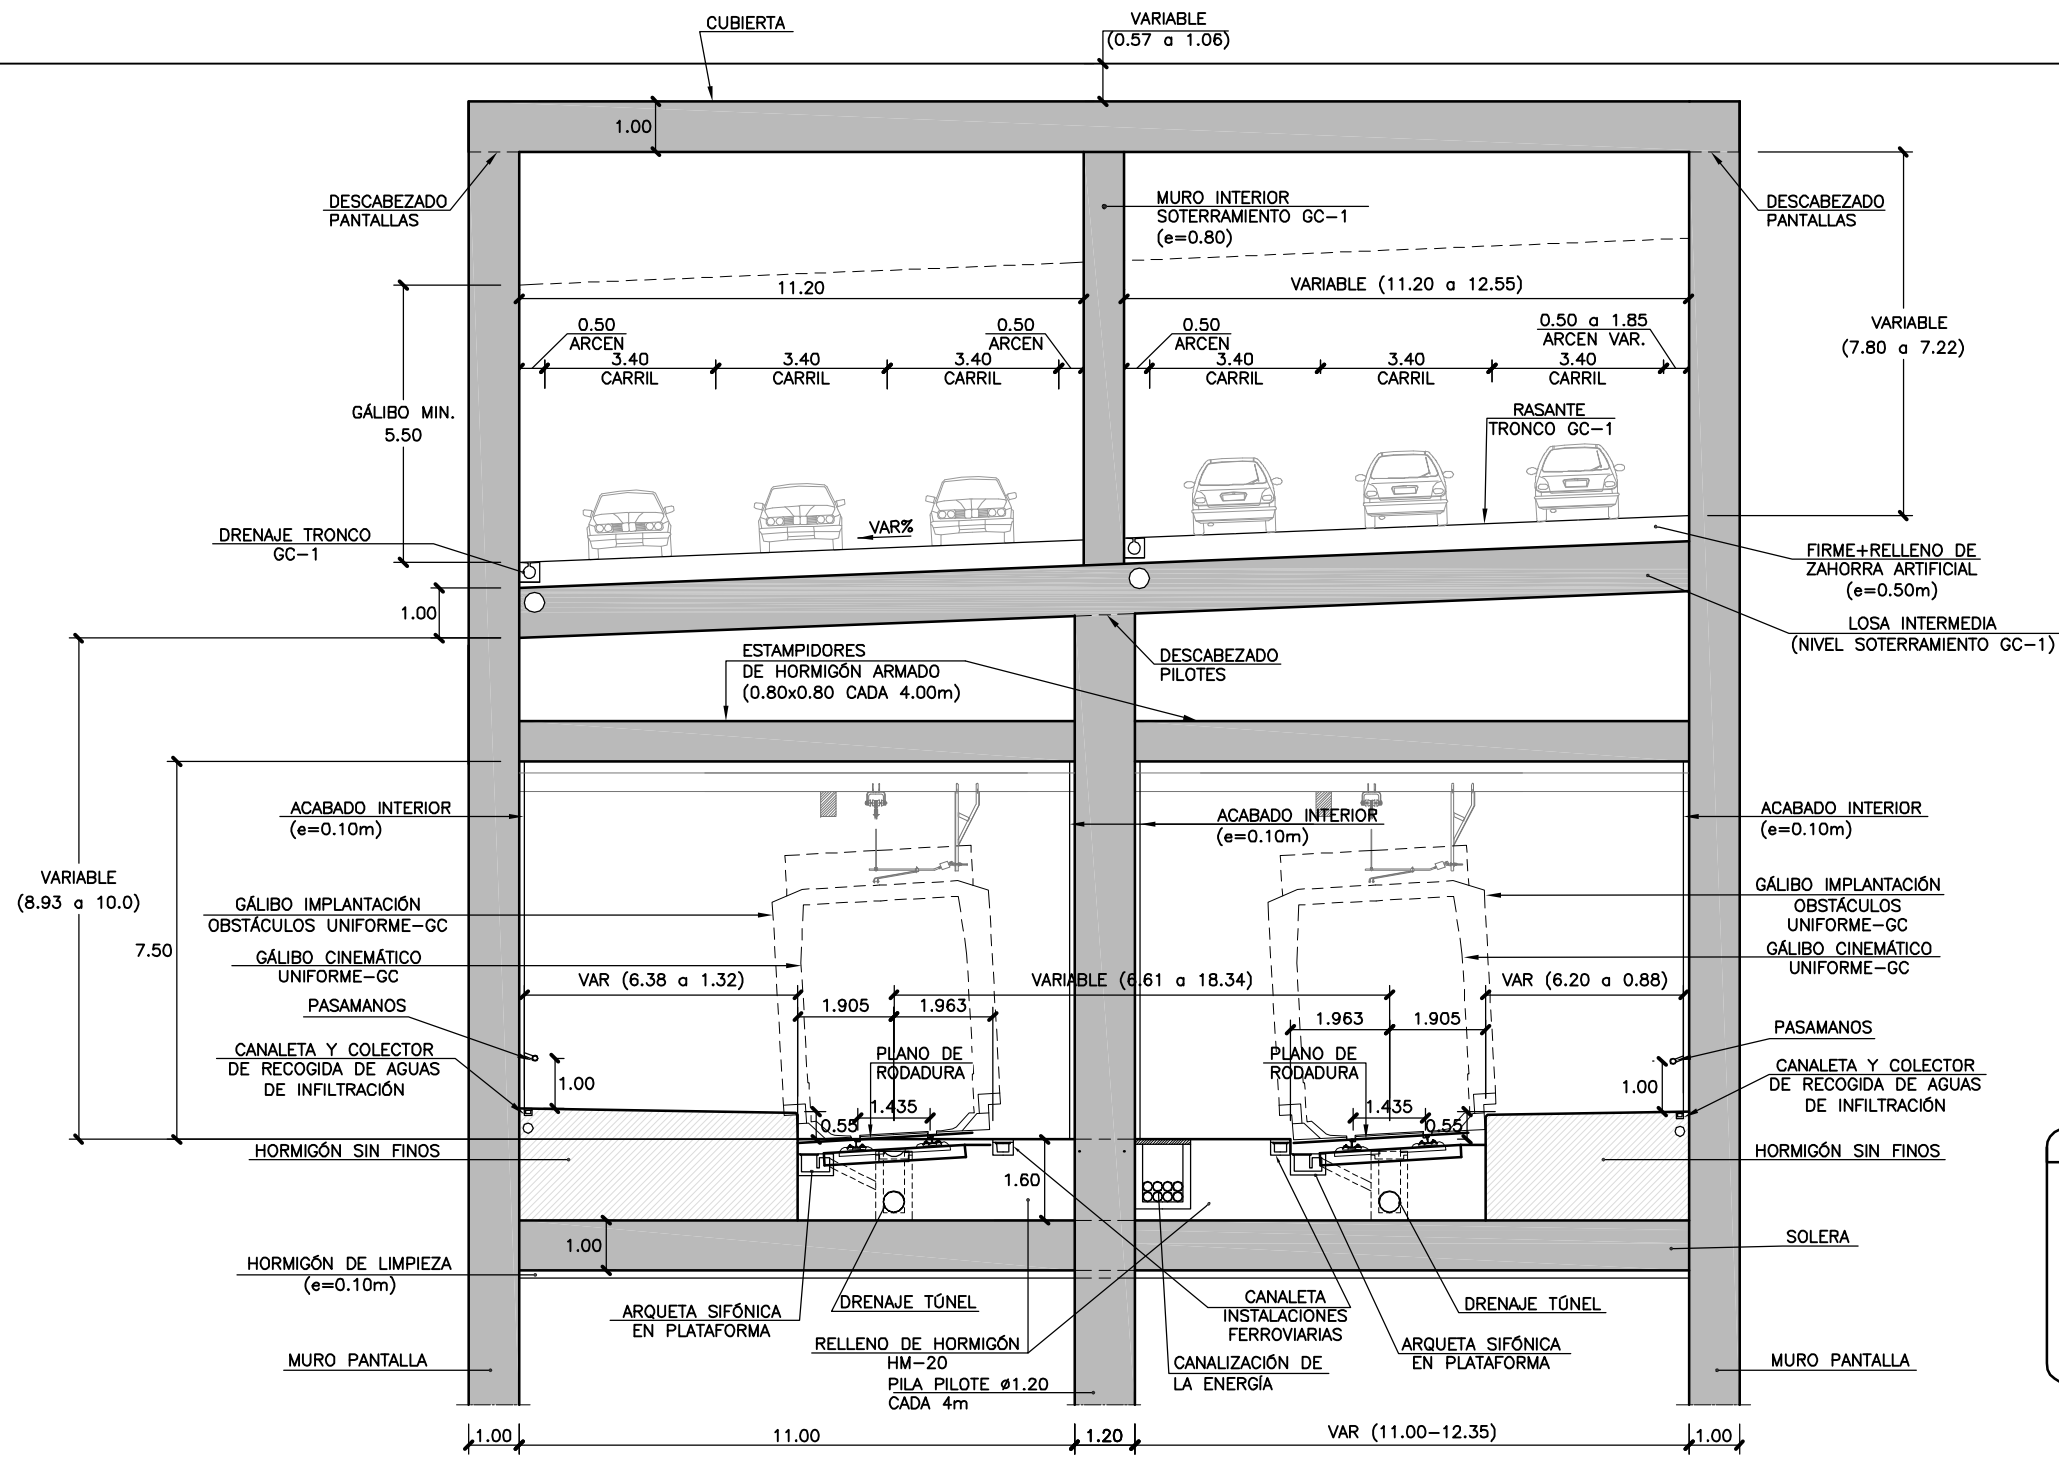 CUBIERTA
VARIABLE
(0.57 a 1.06)
1.00
DESCABEZADO
PANTALLAS
MURO INTERIOR
SOTERRAMIENTO GC-1
(e=0.80)
DESCABEZADO
PANTALLAS
11.20
VARIABLE (11.20 a 12.55)
0.50
ARCEN
0.50
ARCEN
0.50
ARCEN
0.50 a 1.85
ARCEN VAR.
3.40
CARRIL
3.40
CARRIL
3.40
CARRIL
3.40
CARRIL
3.40
CARRIL
3.40
CARRIL
VARIABLE
(7.80 a 7.22)
GÁLIBO MIN.
5.50
RASANTE
TRONCO GC-1
VAR%
DRENAJE TRONCO
GC-1
FIRME+RELLENO DE
ZAHORRA ARTIFICIAL
(e=0.50m)
1.00
LOSA INTERMEDIA
(NIVEL SOTERRAMIENTO GC-1)
ESTAMPIDORES
DE HORMIGÓN ARMADO
(0.80x0.80 CADA 4.00m)
DESCABEZADO
PILOTES
ACABADO INTERIOR
(e=0.10m)
ACABADO INTERIOR
(e=0.10m)
ACABADO INTERIOR
(e=0.10m)
VARIABLE
(8.93 a 10.0)
7.50
GÁLIBO IMPLANTACIÓN
OBSTÁCULOS UNIFORME-GC
GÁLIBO IMPLANTACIÓN
OBSTÁCULOS
UNIFORME-GC
GÁLIBO CINEMÁTICO
UNIFORME-GC
GÁLIBO CINEMÁTICO
UNIFORME-GC
VAR (6.38 a 1.32)
VARIABLE (6.61 a 18.34)
VAR (6.20 a 0.88)
PASAMANOS
1.905
1.963
1.963
1.905
PASAMANOS
CANALETA Y COLECTOR
DE RECOGIDA DE AGUAS
DE INFILTRACIÓN
PLANO DE
RODADURA
PLANO DE
RODADURA
CANALETA Y COLECTOR
DE RECOGIDA DE AGUAS
DE INFILTRACIÓN
1.00
1.00
1.435
1.435
0.55
0.55
HORMIGÓN SIN FINOS
HORMIGÓN SIN FINOS
1.60
1.00
SOLERA
HORMIGÓN DE LIMPIEZA
(e=0.10m)
ARQUETA SIFÓNICA
EN PLATAFORMA
DRENAJE TÚNEL
CANALETA
INSTALACIONES
FERROVIARIAS
DRENAJE TÚNEL
RELLENO DE HORMIGÓN
HM-20
ARQUETA SIFÓNICA
EN PLATAFORMA
MURO PANTALLA
CANALIZACIÓN DE
LA ENERGÍA
MURO PANTALLA
PILA PILOTE ø1.20
CADA 4m
1.00
11.00
1.20
VAR (11.00-12.35)
1.00